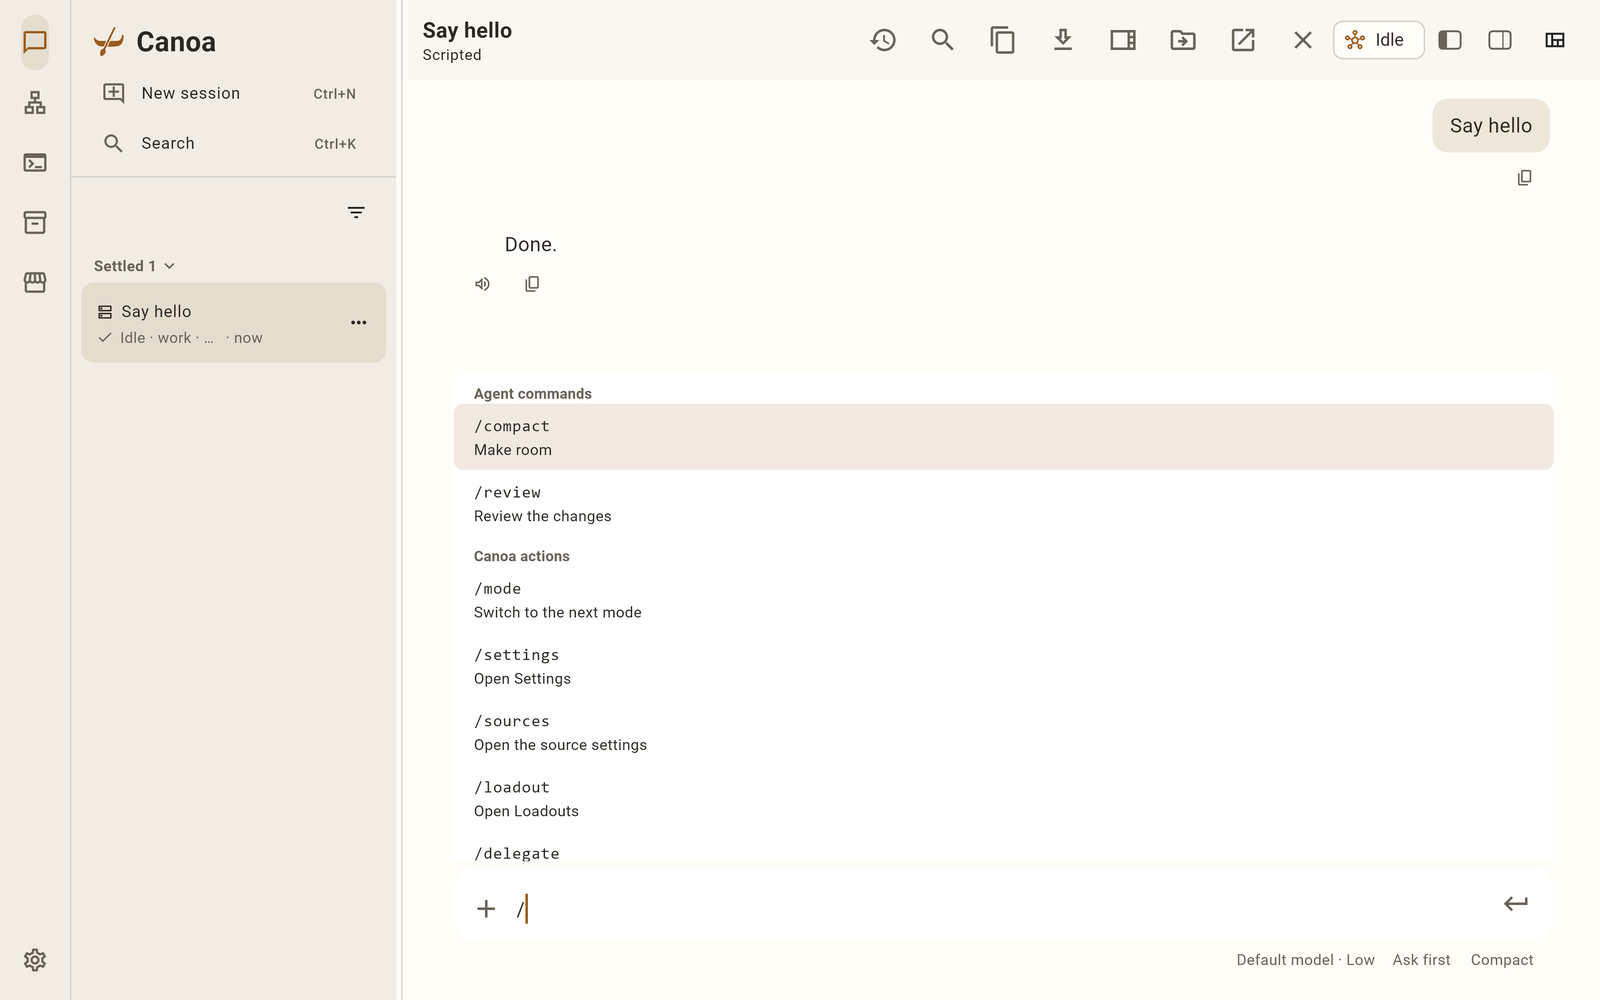 Canoa
New session Ctrl+N
Search Ctrl+K
Settled 1
Say hello
Idle · work · … · now
Say hello
Scripted
Idle
Say hello
Done.
Agent commands
/compact
Make room
/review
Review the changes
Canoa actions
/mode
Switch to the next mode
/settings
Open Settings
/sources
Open the source settings
/loadout
Open Loadouts
/delegate
/
Default model · Low Ask first Compact